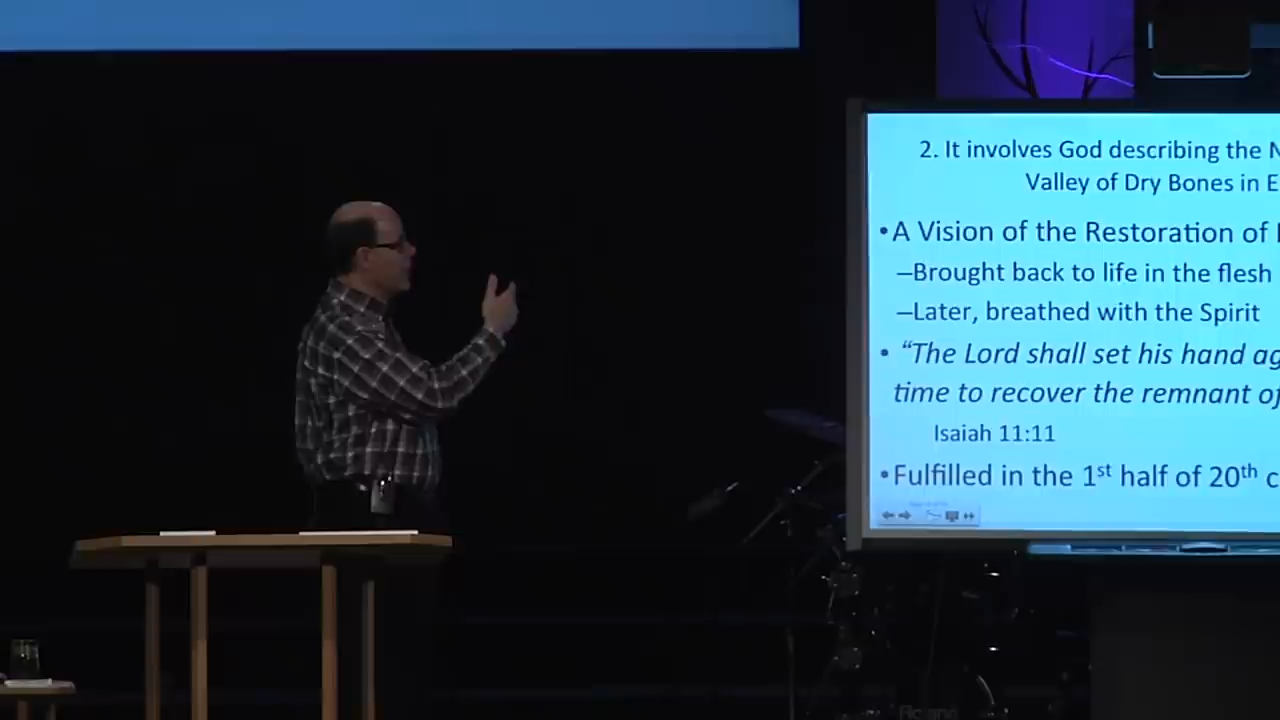 2. It involves God describing the
Valley of Dry Bones in
• A Vision of the Restoration of
–Brought back to life in the flesh
–Later, breathed with the Spirit
• “The Lord shall set his hand
time to recover the remnant of
Isaiah 11:11
• Fulfilled in the 1st half of 20th
Roland